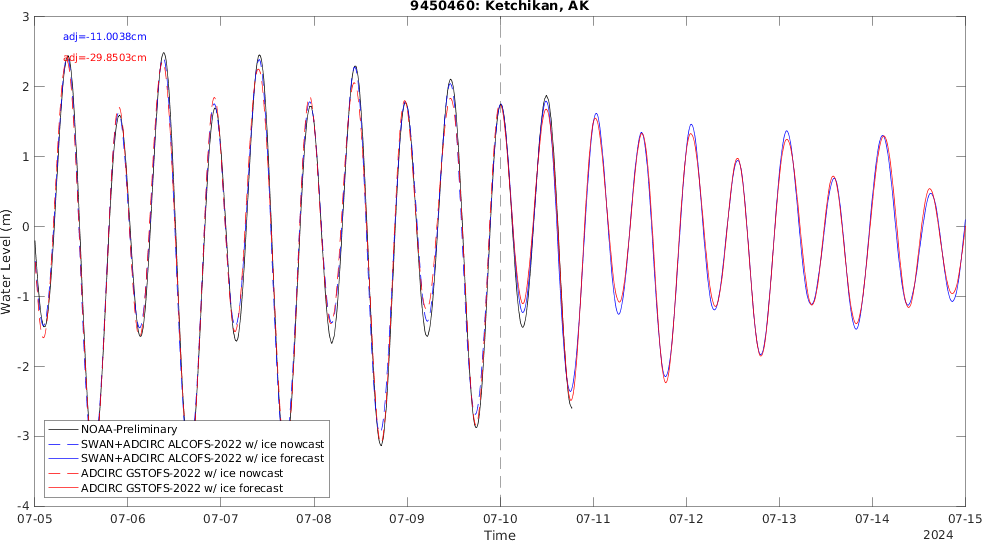 9450460: Ketchikan, AK
adj=-11.0038cm
adj=-29.8503cm
3
2
1
0
-1
-2
-3
-4
Water Level (m)
NOAA-Preliminary
SWAN+ADCIRC ALCOFS-2022 w/ ice nowcast
SWAN+ADCIRC ALCOFS-2022 w/ ice forecast
ADCIRC GSTOFS-2022 w/ ice nowcast
ADCIRC GSTOFS-2022 w/ ice forecast
07-05 07-06 07-07 07-08 07-09 07-10 07-11 07-12 07-13 07-14 07-15
Time
2024